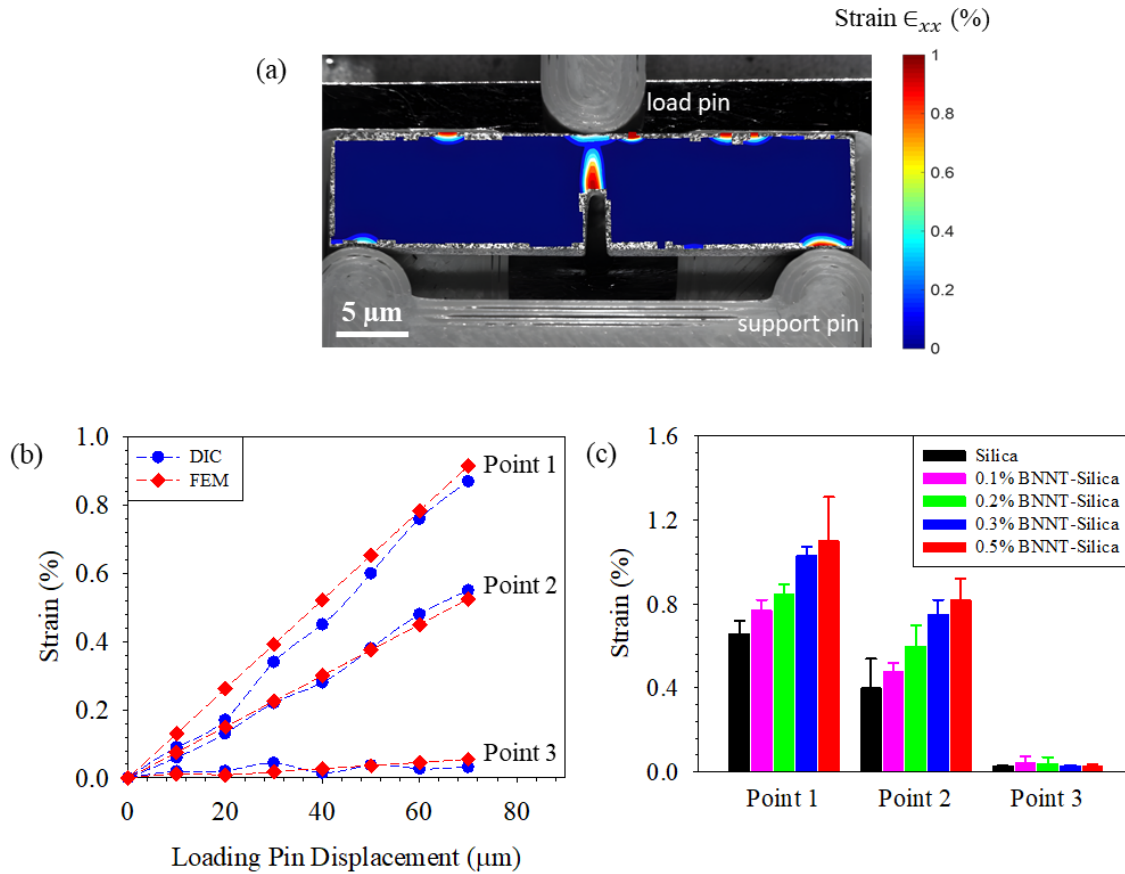 Strain ∈xx (%)
(a)
load pin
support pin
5 μm
1
0.8
0.6
0.4
0.2
0
(b)
DIC
FEM
Point 1
Point 2
Point 3
1.0
0.8
0.6
0.4
0.2
0.0
Strain (%)
0 20 40 60 80
Loading Pin Displacement (μm)
(c)
Silica
0.1% BNNT-Silica
0.2% BNNT-Silica
0.3% BNNT-Silica
0.5% BNNT-Silica
1.6
1.2
0.8
0.4
0.0
Strain (%)
Point 1 Point 2 Point 3